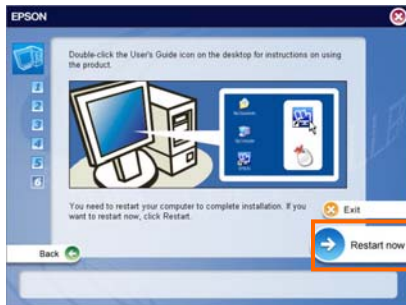 EPSON
Double-click the User's Guide icon on the desktop for instructions on using
the product.
1
2
3
4
5
6
You need to restart your computer to complete installation. If you
want to restart now, click Restart.
Exit
Restart now
Back